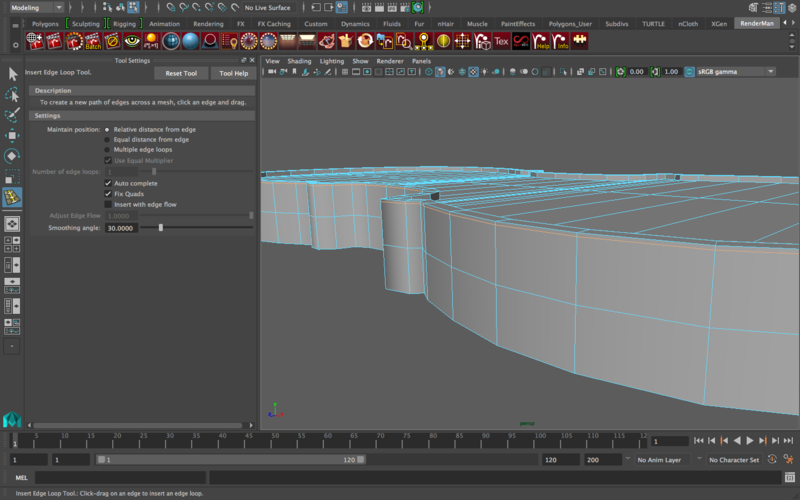 Modeling
No Live Surface
Polygons Sculpting Rigging Animation Rendering FX FX Caching Custom Dynamics Fluids Fur nHair Muscle PaintEffects Polygons_User Subdivs TURTLE nCloth XGen RenderMan
Batch Tex Help Info
Tool Settings
Insert Edge Loop Tool.
Reset Tool Tool Help
Description
To create a new path of edges across a mesh, click an edge and drag.
Settings
Maintain position: Relative distance from edge
Equal distance from edge
Multiple edge loops
Use Equal Multiplier
Number of edge loops: 1
Auto complete
Fix Quads
Insert with edge flow
Adjust Edge Flow 1.0000
Smoothing angle: 30.0000
View Shading Lighting Show Renderer Panels
0.00 1.00 sRGB gamma
persp
5 10 15 20 25 30 35 40 45 50 55 60 65 70 75 80 85 90 95 100 105 110 115 12
1 1
1 1 1 120 120 200 No Anim Layer No Character Set
MEL
Insert Edge Loop Tool.: Click-drag on an edge to insert an edge loop.